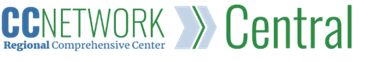 CCNETWORK Central
Regional Comprehensive Center